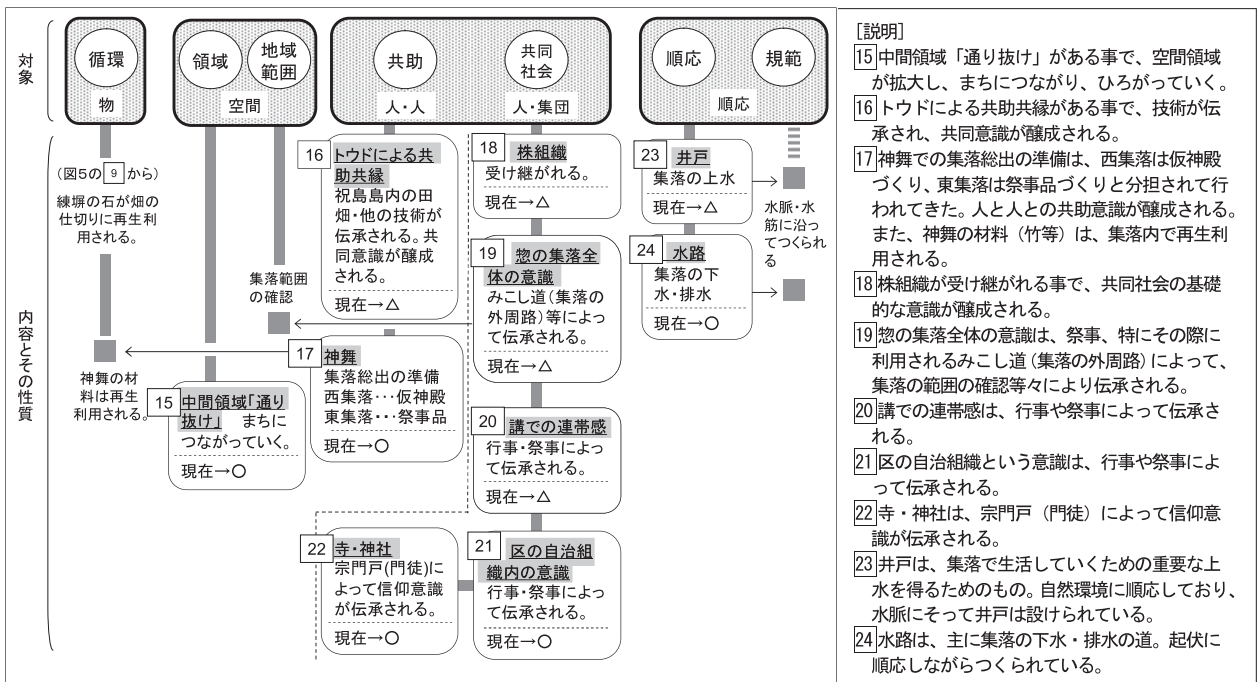 対象
循環
物
領域
地域
範囲
空間
共助
人・人
共同
社会
人・集団
順応
規範
順応
内容とその性質
(図5の 9 から)
練塀の石が畑の
仕切りに再生利
用される。
神舞の材
料は再生
利用される。
集落範囲
の確認
15 中間領域「通り
抜け」 まちに
つながっていく。
現在→○
16 トウドによる共
助共縁
祝島島内の田
畑・他の技術が
伝承される。共
同意識が醸成
される。
現在→△
17 神舞
集落総出の準備
西集落・・・仮神殿
東集落・・・祭事品
現在→○
18 株組織
受け継がれる。
現在→△
19 惣の集落全
体の意識
みこし道(集落の
外周路)等によっ
て伝承される。
現在→△
20 講での連帯感
行事・祭事によっ
て伝承される。
現在→△
21 区の自治組
織内の意識
行事・祭事によっ
て伝承される。
現在→○
22 寺・神社
宗門戸(門徒)に
よって信仰意識
が伝承される。
現在→○
23 井戸
集落の上水
現在→△
24 水路
集落の下
水・排水
現在→○
水脈・水
筋に沿っ
てつくられ
る
[説明]
15 中間領域「通り抜け」がある事で、空間領域
が拡大し、まちにつながり、ひろがっていく。
16 トウドによる共助共縁がある事で、技術が伝
承され、共同意識が醸成される。
17 神舞での集落総出の準備は、西集落は仮神殿
づくり、東集落は祭事品づくりと分担されて行
われてきた。人と人との共助意識が醸成される。
また、神舞の材料（竹等）は、集落内で再生利
用される。
18 株組織が受け継がれる事で、共同社会の基礎
的な意識が醸成される。
19 惣の集落全体の意識は、祭事、特にその際に
利用されるみこし道(集落の外周路)によって、
集落の範囲の確認等々により伝承される。
20 講での連帯感は、行事や祭事によって伝承さ
れる。
21 区の自治組織という意識は、行事や祭事によ
って伝承される。
22 寺・神社は、宗門戸（門徒）によって信仰意
識が伝承される。
23 井戸は、集落で生活していくための重要な上
水を得るためのもの。自然環境に順応しており、
水脈にそって井戸は設けられている。
24 水路は、主に集落の下水・排水の道。起伏に
順応しながらつくられている。